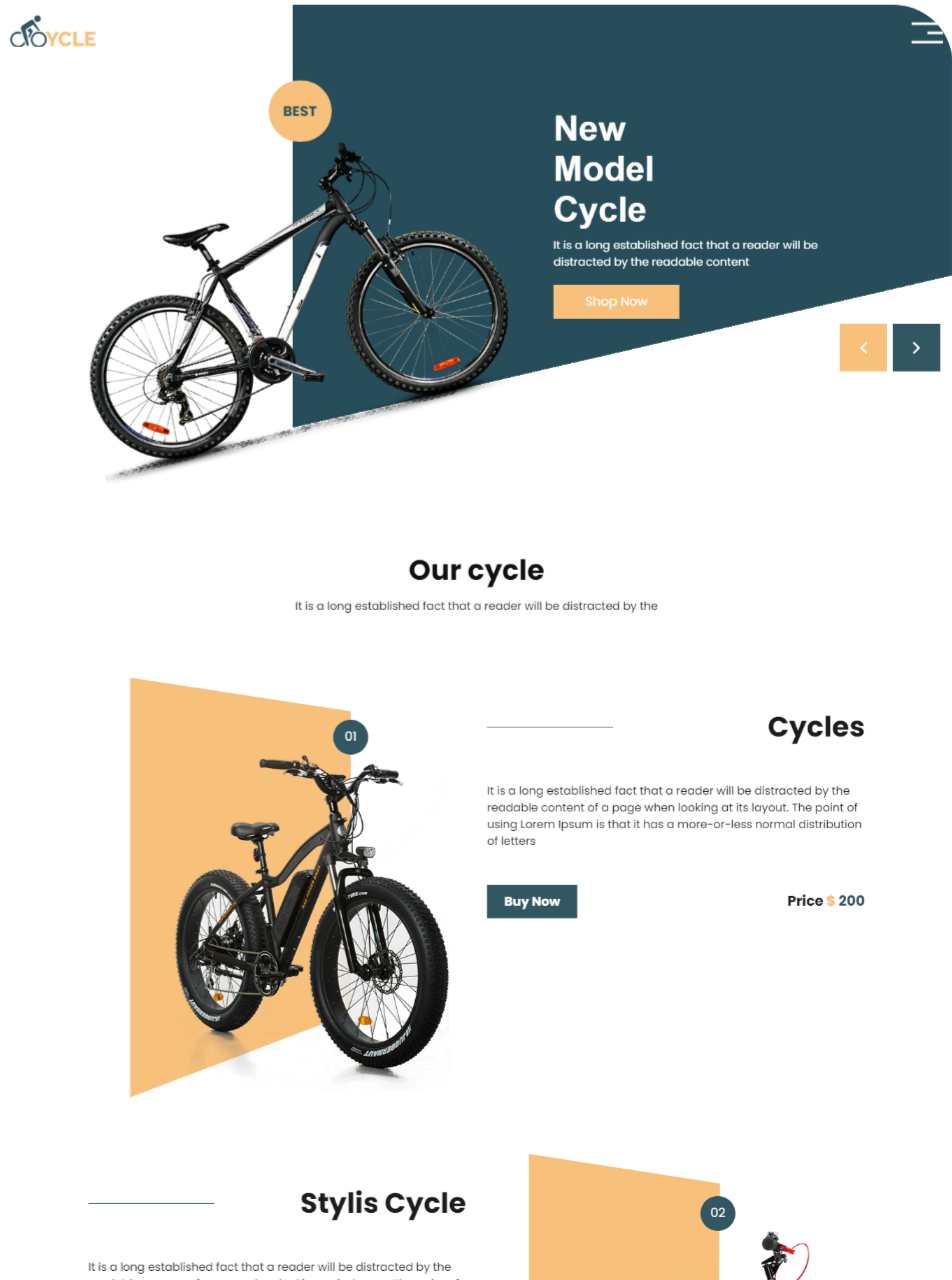 CYCLE
BEST
New
Model
Cycle
It is a long established fact that a reader will be
distracted by the readable content
Shop Now
Our cycle
It is a long established fact that a reader will be distracted by the
01
Cycles
It is a long established fact that a reader will be distracted by the
readable content of a page when looking at its layout. The point of
using Lorem Ipsum is that it has a more-or-less normal distribution
of letters
Buy Now
Price $ 200
JUGGERNAUT
JUGGERNAUT
Stylis Cycle
02
It is a long established fact that a reader will be distracted by the